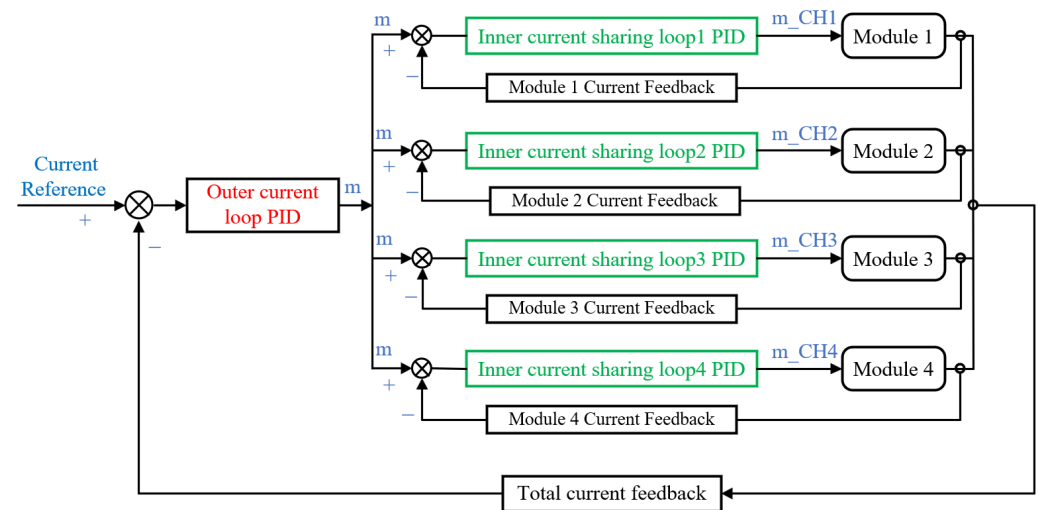 m
+
−
Inner current sharing loop1 PID
m_CH1
Module 1
Module 1 Current Feedback
m
+
−
Inner current sharing loop2 PID
m_CH2
Module 2
Module 2 Current Feedback
Current
Reference
+
−
Outer current
loop PID
m
m
+
−
Inner current sharing loop3 PID
m_CH3
Module 3
Module 3 Current Feedback
m
+
−
Inner current sharing loop4 PID
m_CH4
Module 4
Module 4 Current Feedback
Total current feedback